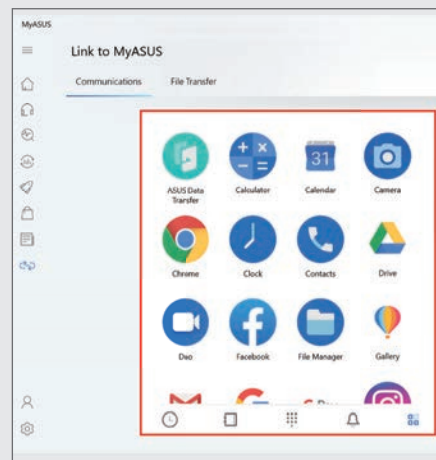 MyASUS
Link to MyASUS
Communications File Transfer
31
ASUS Data
Transfer
Calculator
Calendar
Camera
Chrome
Clock
Contacts
Drive
Duo
Facebook
File Manager
Gallery